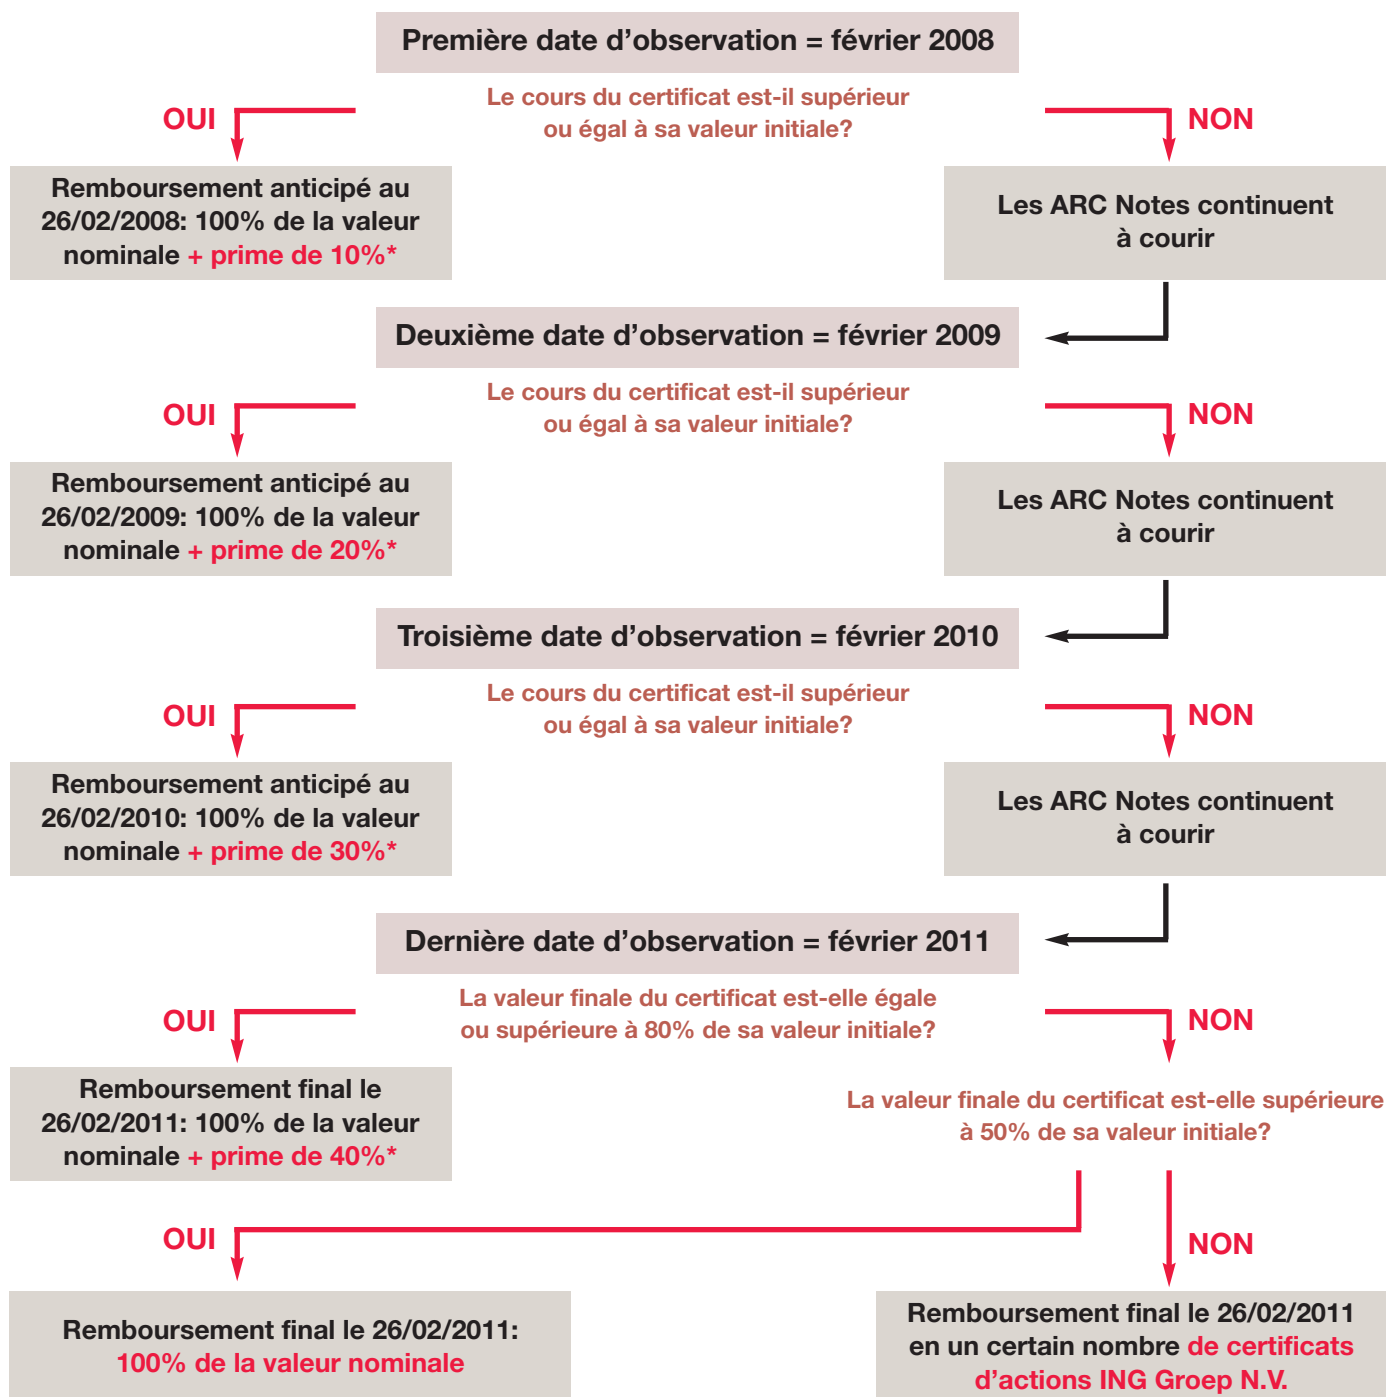 Première date d'observation = février 2008
Le cours du certificat est-il supérieur
ou égal à sa valeur initiale?
OUI
NON
Remboursement anticipé au
26/02/2008: 100% de la valeur
nominale + prime de 10%*
Les ARC Notes continuent
à courir
Deuxième date d'observation = février 2009
Le cours du certificat est-il supérieur
ou égal à sa valeur initiale?
OUI
NON
Remboursement anticipé au
26/02/2009: 100% de la valeur
nominale + prime de 20%*
Les ARC Notes continuent
à courir
Troisième date d'observation = février 2010
Le cours du certificat est-il supérieur
ou égal à sa valeur initiale?
OUI
NON
Remboursement anticipé au
26/02/2010: 100% de la valeur
nominale + prime de 30%*
Les ARC Notes continuent
à courir
Dernière date d'observation = février 2011
La valeur finale du certificat est-elle égale
ou supérieure à 80% de sa valeur initiale?
OUI
NON
Remboursement final le
26/02/2011: 100% de la valeur
nominale + prime de 40%*
La valeur finale du certificat est-elle supérieure
à 50% de sa valeur initiale?
OUI
NON
Remboursement final le 26/02/2011:
100% de la valeur nominale
Remboursement final le 26/02/2011
en un certain nombre de certificats
d'actions ING Groep N.V.